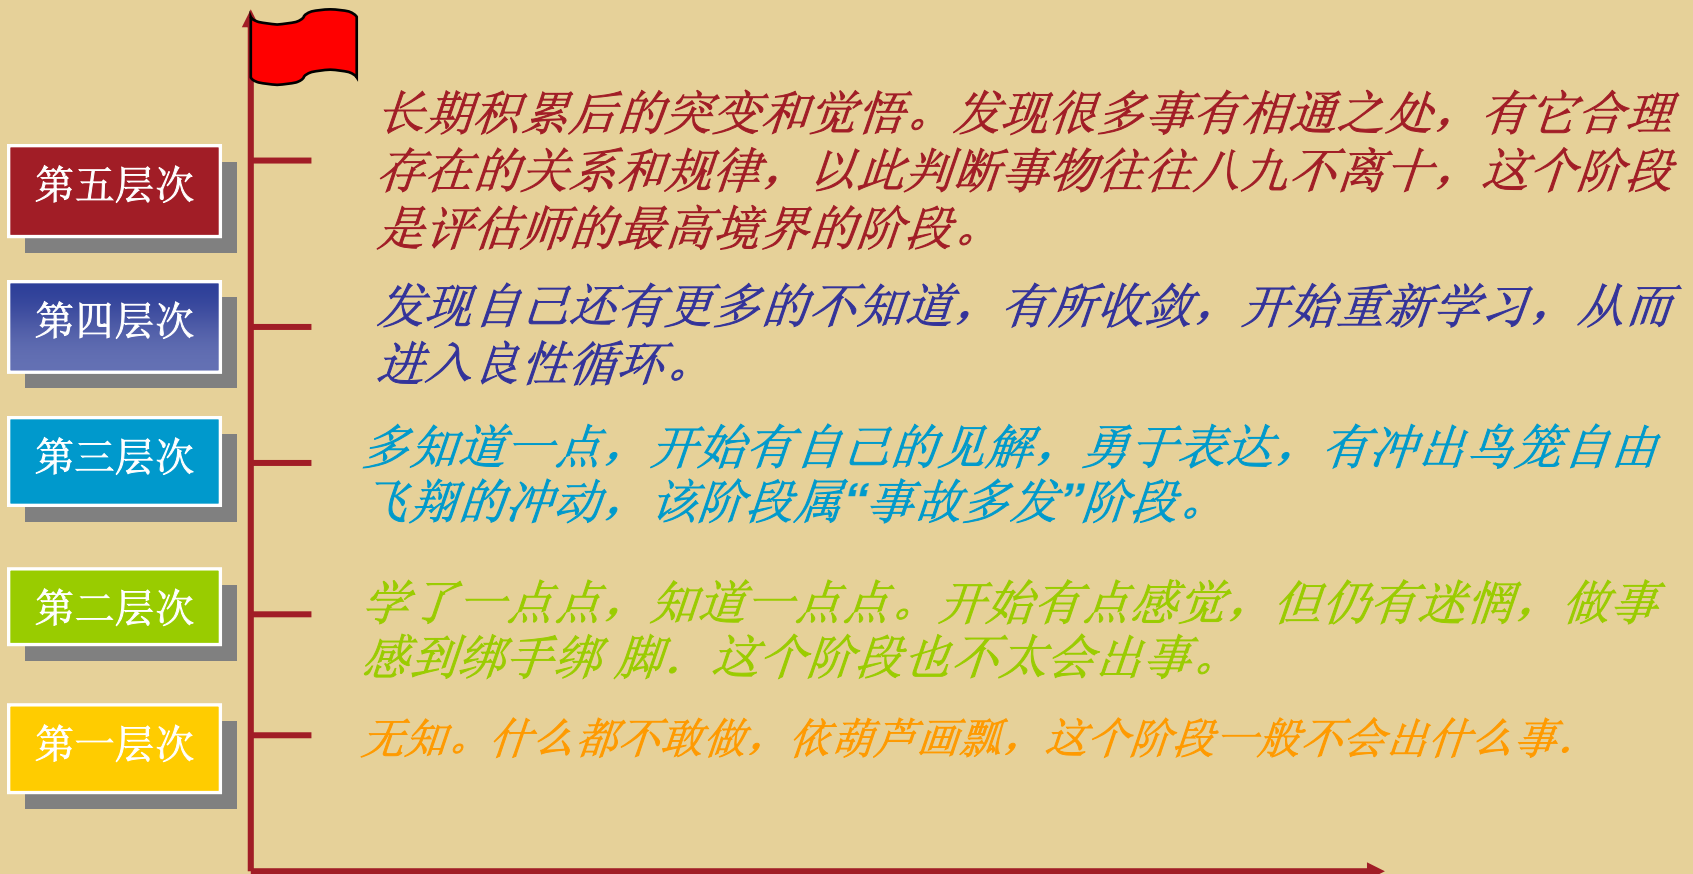 第五层次
长期积累后的突变和觉悟。发现很多事有相通之处，有它合理
存在的关系和规律，以此判断事物往往八九不离十，这个阶段
是评估师的最高境界的阶段。
第四层次
发现自己还有更多的不知道，有所收敛，开始重新学习，从而
进入良性循环。
第三层次
多知道一点，开始有自己的见解，勇于表达，有冲出鸟笼自由
飞翔的冲动，该阶段属“事故多发”阶段。
第二层次
学了一点点，知道一点点。开始有点感觉，但仍有迷惘，做事
感到绑手绑 脚．这个阶段也不太会出事。
第一层次
无知。什么都不敢做，依葫芦画瓢，这个阶段一般不会出什么事．